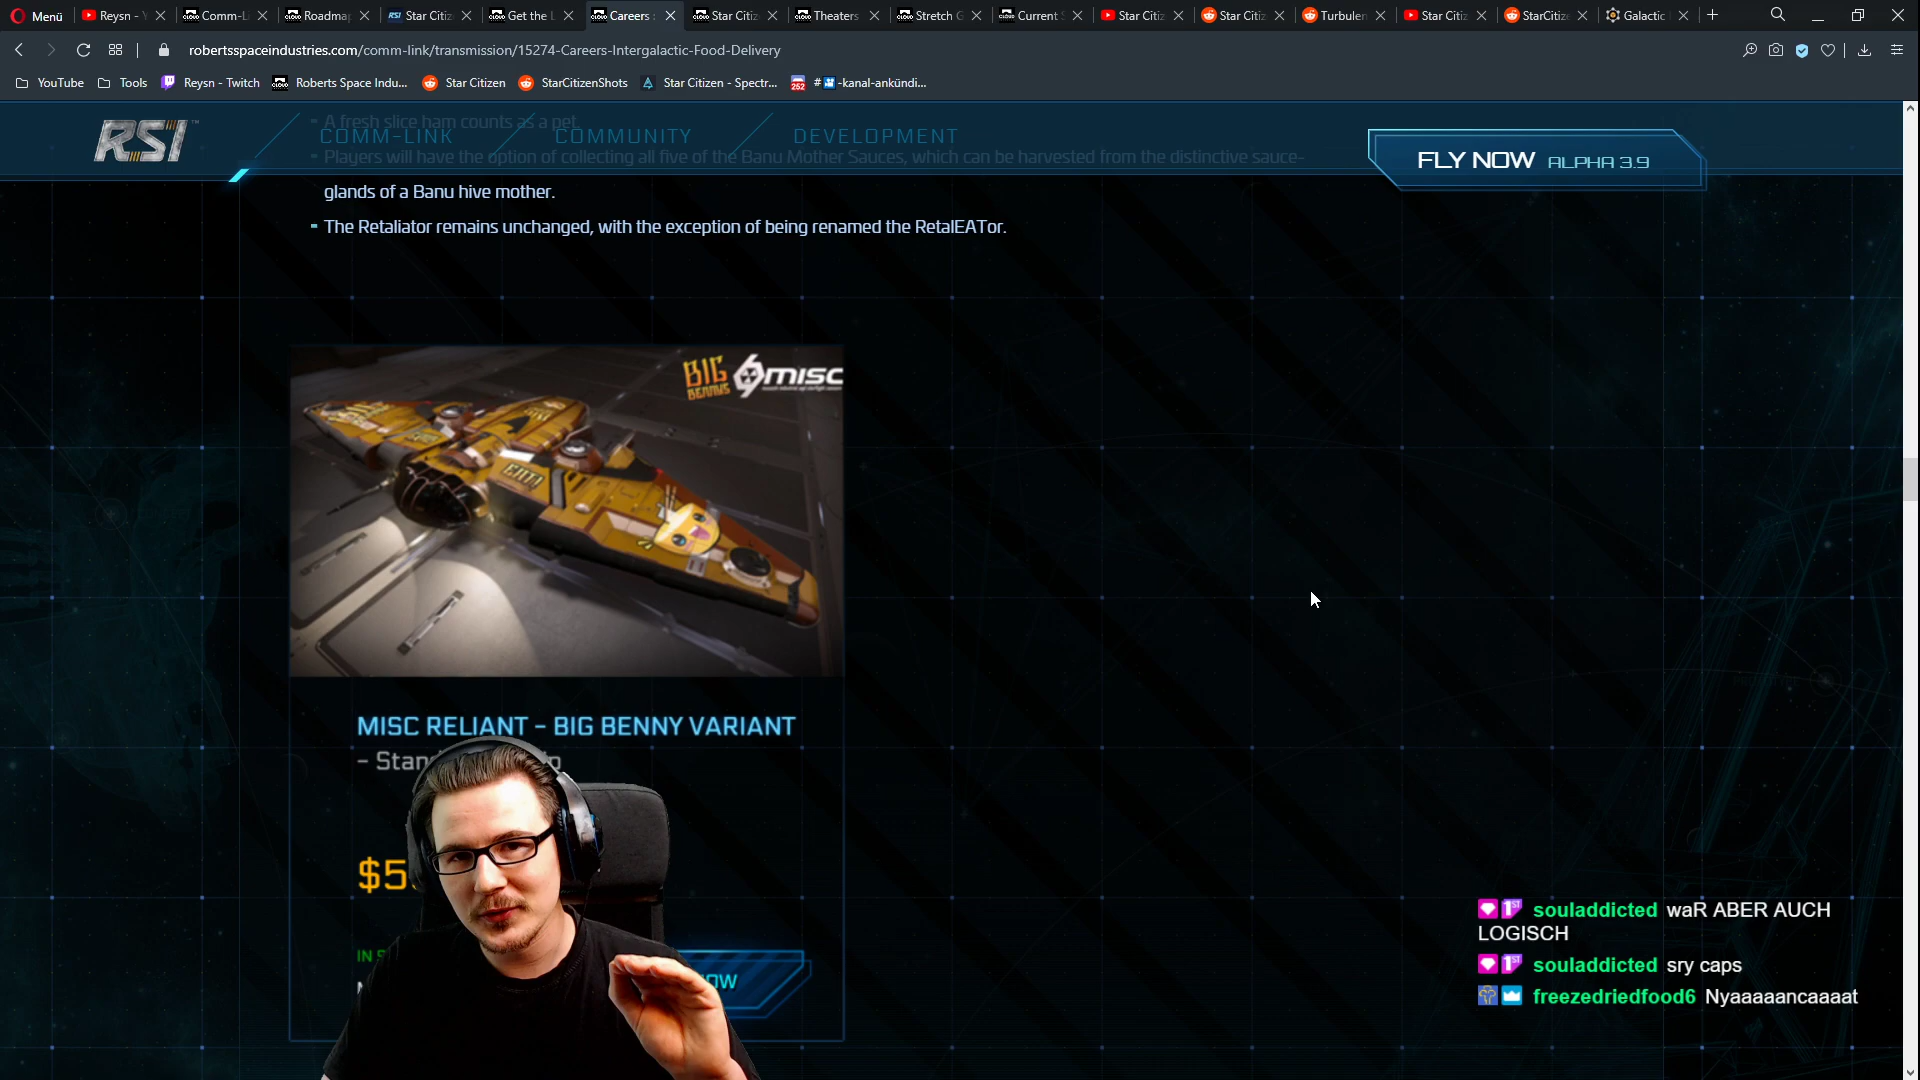 Menü
Reysn - Y
Comm-Li
Roadmap
Star Citiz
Get the L
Careers :
Star Citiz
Theaters
Stretch G
Current S
Star Citiz
Star Citiz
Turbulen
Star Citiz
StarCitize
Galactic
robertsspaceindustries.com/comm-link/transmission/15274-Careers-Intergalactic-Food-Delivery
YouTube
Tools
Reysn - Twitch
Roberts Space Indu...
Star Citizen
StarCitizenShots
Star Citizen - Spectr...
252
#
-kanal-ankündi...
A fresh slice ham counts as a pet.
RSI
COMM-LINK
COMMUNITY
DEVELOPMENT
FLY NOW ALPHA 3.9
Players will have the option of collecting all five of the Banu Mother Sauces, which can be harvested from the distinctive sauce-
glands of a Banu hive mother.
The Retaliator remains unchanged, with the exception of being renamed the RetalEATor.
BIG
BENNYS
misc
MISC RELIANT - BIG BENNY VARIANT
- Stan
$5
IN S
OW
souladdicted waR ABER AUCH
LOGISCH
souladdicted sry caps
freezedriedfood6 Nyaaaaancaaaat